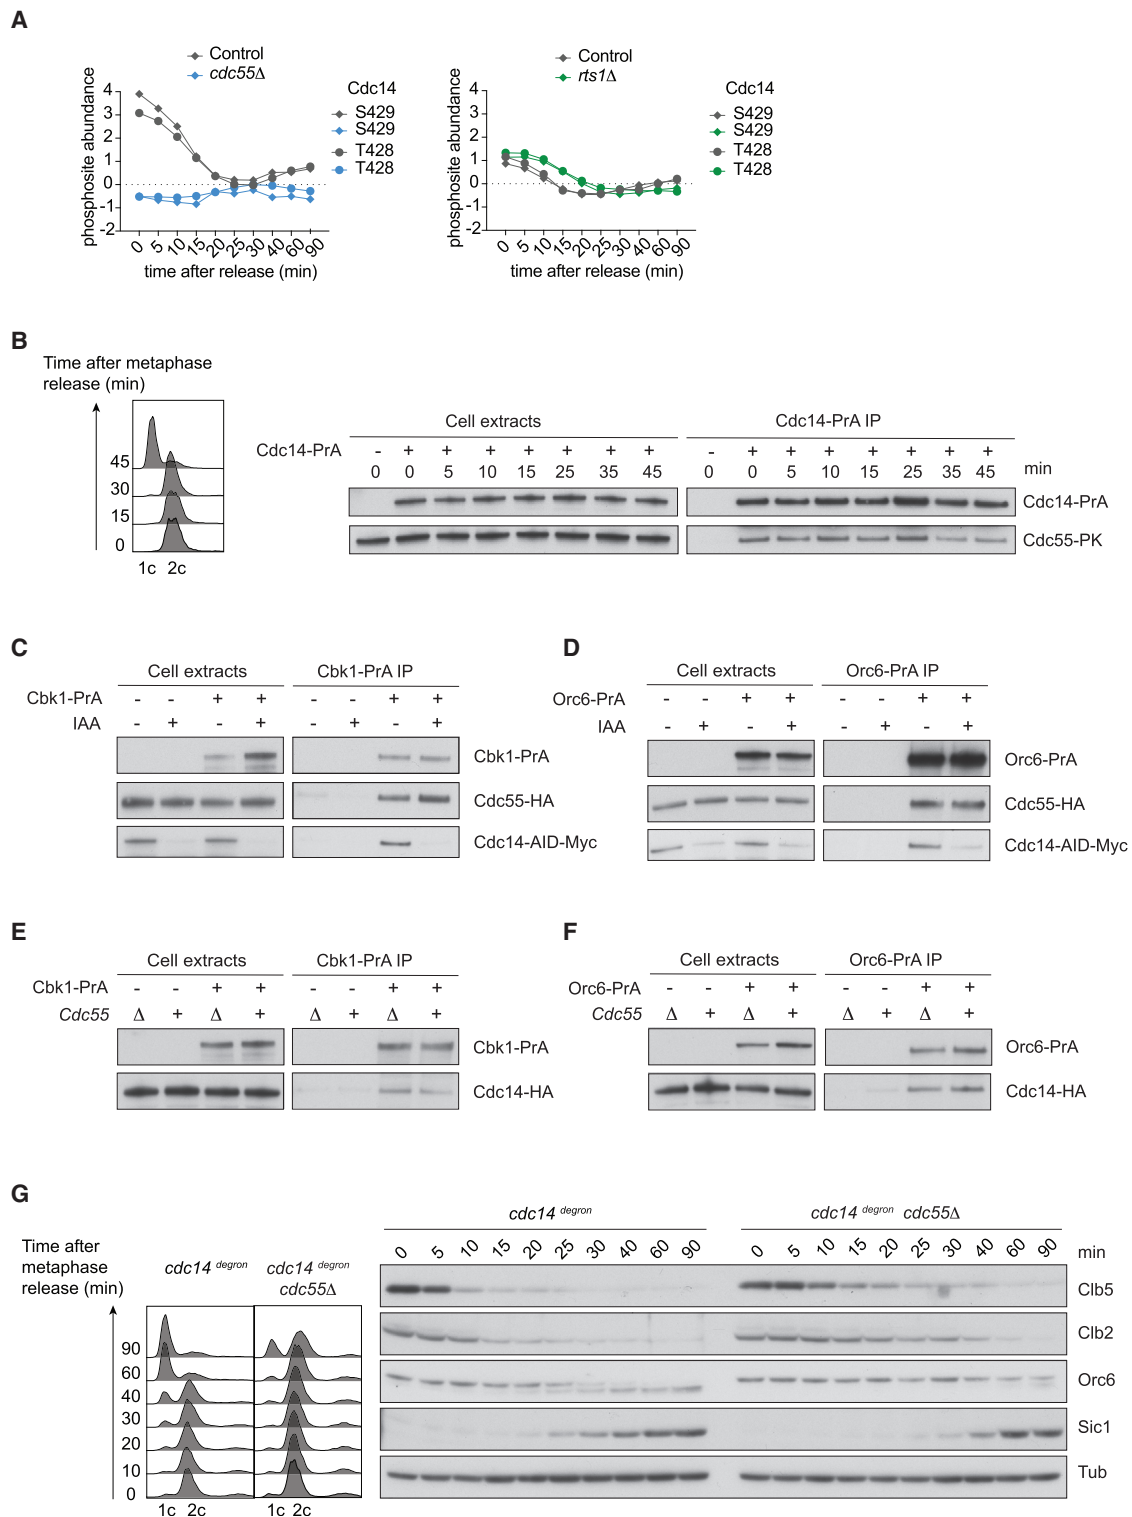 A
Control
cdc55Δ
phosphosite abundance
4
3
2
1
0
-1
-2
0 5 10 15 20 25 30 40 60 90
time after release (min)
Cdc14
S429
S429
T428
T428
Control
rts1Δ
phosphosite abundance
4
3
2
1
0
-1
-2
0 5 10 15 20 25 30 40 60 90
time after release (min)
Cdc14
S429
S429
T428
T428
B
Time after metaphase
release (min)
45
30
15
0
1c 2c
Cell extracts Cdc14-PrA IP
Cdc14-PrA - + + + + + + + - + + + + + + +
0 0 5 10 15 25 35 45 0 0 5 10 15 25 35 45 min
Cdc14-PrA
Cdc55-PK
C
Cell extracts Cbk1-PrA IP
Cbk1-PrA - - + + - - + +
IAA - + - + - + - +
Cbk1-PrA
Cdc55-HA
Cdc14-AID-Myc
D
Cell extracts Orc6-PrA IP
Orc6-PrA - - + + - - + +
IAA - + - + - + - +
Orc6-PrA
Cdc55-HA
Cdc14-AID-Myc
E
Cell extracts Cbk1-PrA IP
Cbk1-PrA - - + + - - + +
Cdc55 Δ + Δ + Δ + Δ +
Cbk1-PrA
Cdc14-HA
F
Cell extracts Orc6-PrA IP
Orc6-PrA - - + + - - + +
Cdc55 Δ + Δ + Δ + Δ +
Orc6-PrA
Cdc14-HA
G
Time after
metaphase
release (min)
cdc14 degron
cdc14 degron
cdc55Δ
90
60
40
30
20
10
0
1c 2c 1c 2c
cdc14 degron cdc14 degron cdc55Δ
0 5 10 15 20 25 30 40 60 90 0 5 10 15 20 25 30 40 60 90 min
Clb5
Clb2
Orc6
Sic1
Tub